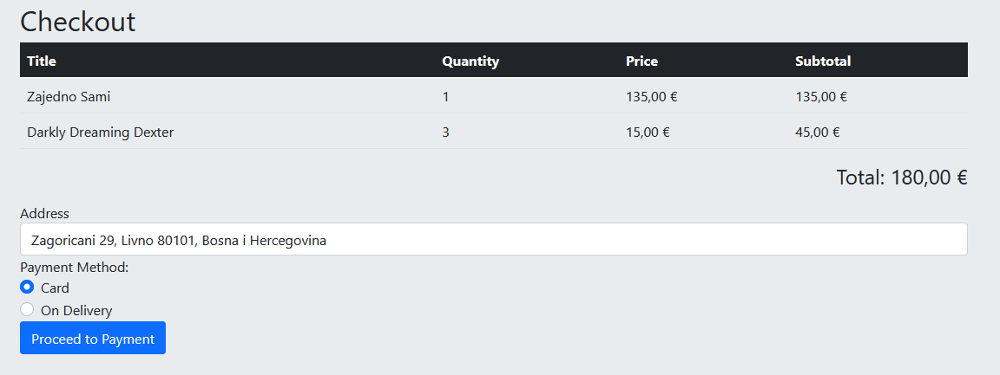 Checkout
Title Quantity Price Subtotal
Zajedno Sami 1 135,00 € 135,00 €
Darkly Dreaming Dexter 3 15,00 € 45,00 €
Total: 180,00 €
Address
Zagoricani 29, Livno 80101, Bosna i Hercegovina
Payment Method:
Card
On Delivery
Proceed to Payment